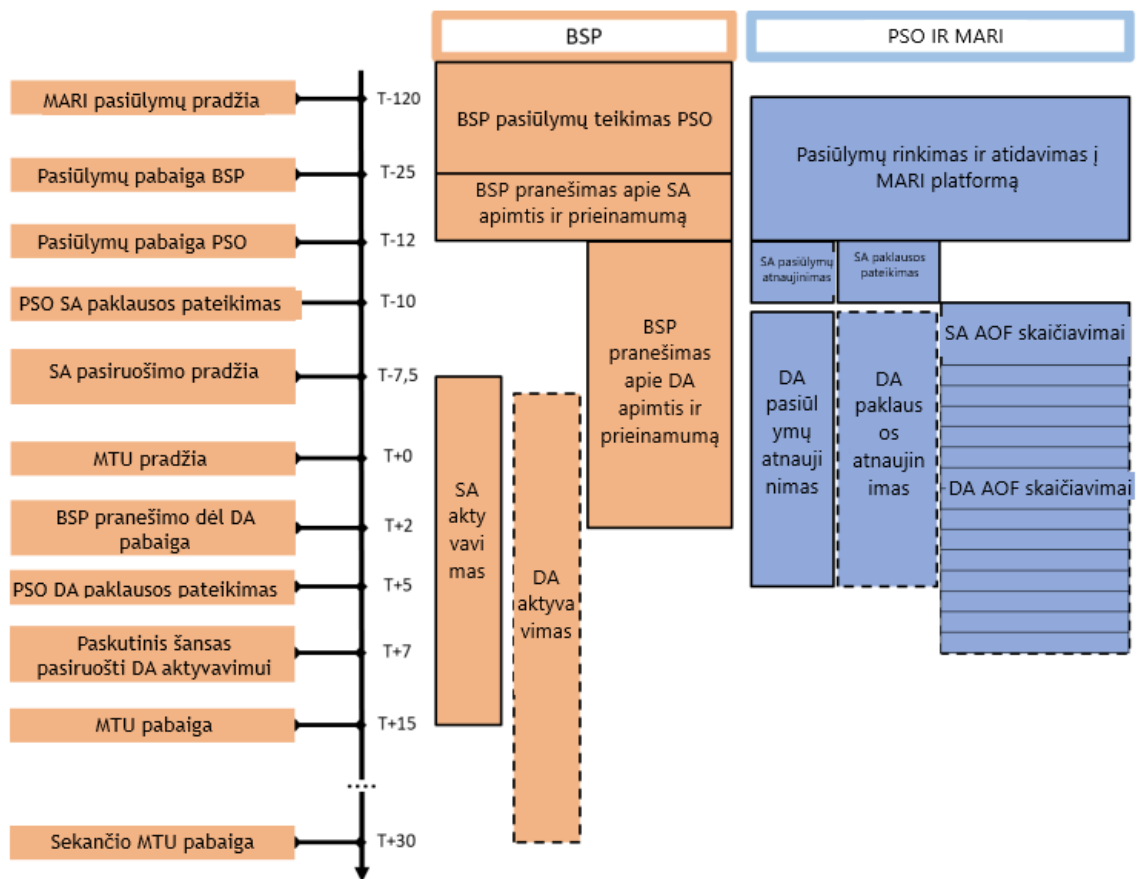 BSP
PSO IR MARI
MARI pasiūlymų pradžia
T-120
Pasiūlymų pabaiga BSP
T-25
Pasiūlymų pabaiga PSO
T-12
PSO SA paklausos pateikimas
T-10
SA pasiruošimo pradžia
T-7,5
MTU pradžia
T+0
BSP pranešimo dėl DA
pabaiga
T+2
PSO DA paklausos pateikimas
T+5
Paskutinis šansas
pasiruošti DA aktyvavimui
T+7
MTU pabaiga
T+15
Sekančio MTU pabaiga
T+30
BSP pasiūlymų teikimas PSO
BSP pranešimas apie SA
apimtis ir prieinamumą
BSP
pranešimas
apie DA
apimtis ir
prieinamumą
SA
akty
vavi
mas
DA
aktyva
vimas
Pasiūlymų rinkimas ir atidavimas į
MARI platformą
SA pasiūlymų
atnaujinimas
SA paklausos
pateikimas
DA
pasiūl
ymų
atnauji
nimas
DA
paklaus
os
atnaujin
imas
SA AOF skaičiavimai
DA AOF skaičiavimai